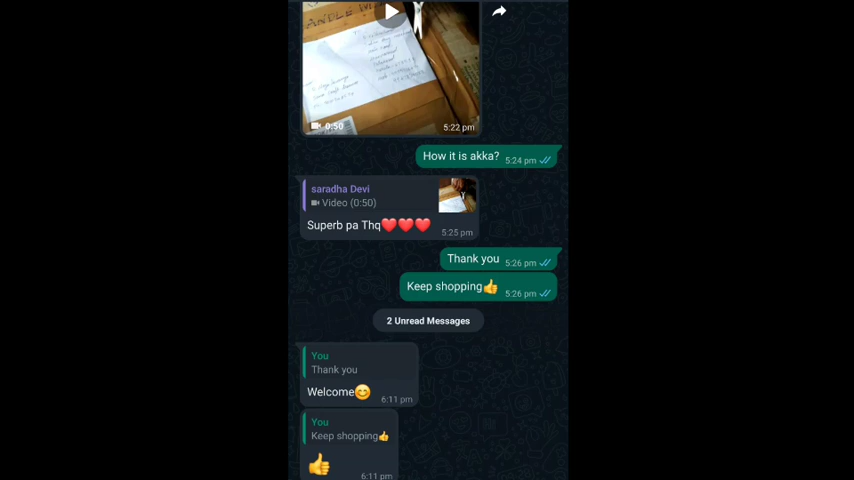 0:50
5:22 pm
How it is akka? 5:24 pm
saradha Devi
Video (0:50)
Superb pa Thq❤️❤️❤️ 5:25 pm
Thank you 5:26 pm
Keep shopping👍 5:26 pm
2 Unread Messages
You
Thank you
Welcome😊 6:11 pm
You
Keep shopping👍
👍 6:11 pm